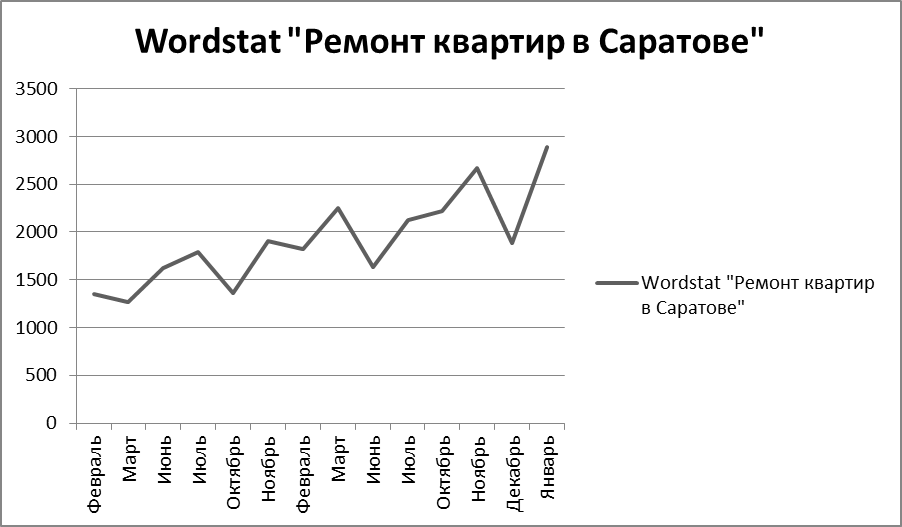 Wordstat "Ремонт квартир в Саратове"
3500
3000
2500
2000
1500
1000
500
0
Февраль
Март
Июнь
Июль
Октябрь
Ноябрь
Февраль
Март
Июнь
Июль
Октябрь
Ноябрь
Декабрь
Январь
Wordstat "Ремонт квартир
в Саратове"